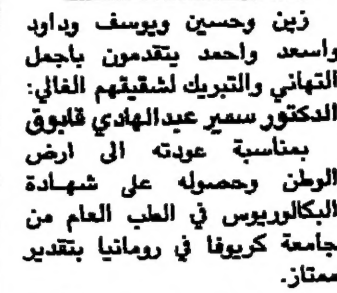 زين وحسين ويوسف وداود
واسعد واحمد يتقدمون باجمل
التهاني والتبريك لشقيقهم الغالي:
الدكتور سمير عبدالهادي قابوق
بمناسبة عودته الى ارض
الوطن وحصوله على شهادة
البكالوريوس في الطب العام من
جامعة كريوفا في رومانيا بتقدير
ممتاز.